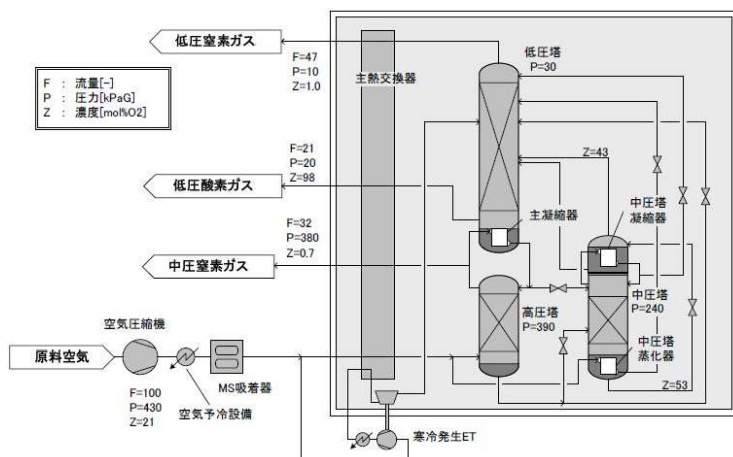 低圧窒素ガス
F=47
P=10
Z=1.0
主熱交換器
低圧塔
P=30
F : 流量[-]
P : 圧力[kPaG]
Z : 濃度[mol%O2]
F=21
P=20
Z=98
低圧酸素ガス
Z=43
F=32
P=380
Z=0.7
中圧窒素ガス
主凝縮器
中圧塔
凝縮器
空気圧縮機
高圧塔
P=390
中圧塔
P=240
原料空気
MS吸着器
中圧塔
蒸化器
F=100
P=430
Z=21
空気予冷設備
Z=53
寒冷発生ET